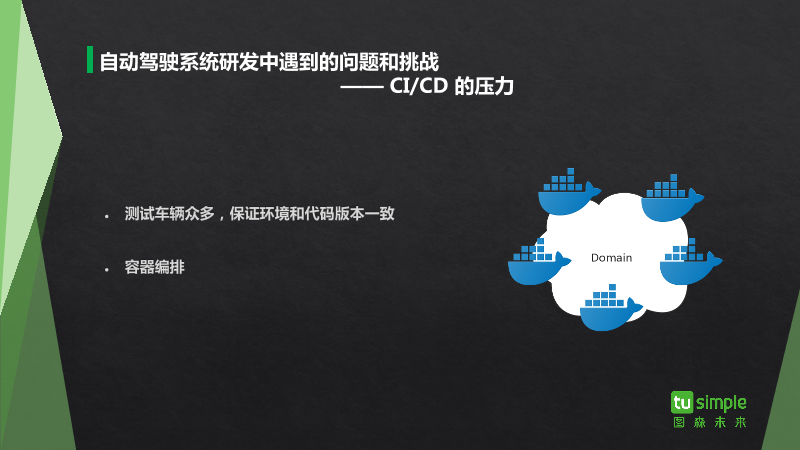 自动驾驶系统研发中遇到的问题和挑战
—— CI/CD 的压力
• 测试车辆众多，保证环境和代码版本一致
• 容器编排
Domain
tu simple
图森未来